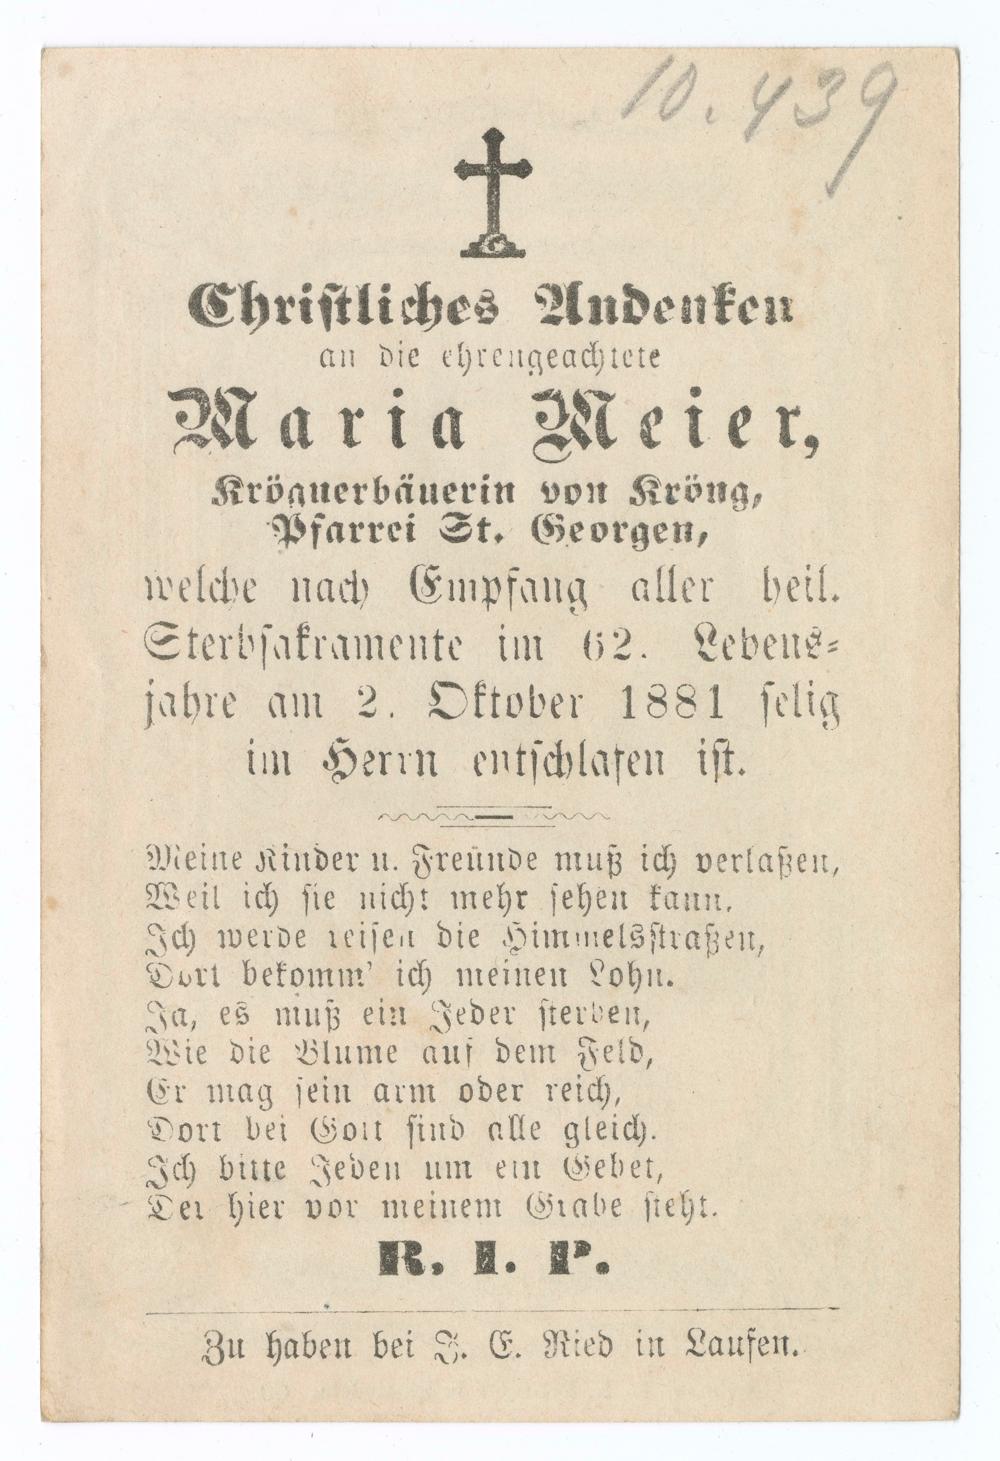 10.439
Christliches Andenken
an die ehrengeachtete
Maria Meier,
Krögnerbäuerin von Kröng,
Pfarrei St. Georgen,
welche nach Empfang aller heil.
Sterbsakramente im 62. Lebens-
jahre am 2. Oktober 1881 selig
im Herrn entschlafen ist.
Meine Kinder u. Freunde muß ich verlaßen,
Weil ich sie nicht mehr sehen kann.
Ich werde reisen die Himmelsstraßen,
Dort bekomm' ich meinen Lohn.
Ja, es muß ein Jeder sterben,
Wie die Blume auf dem Feld,
Er mag sein arm oder reich,
Dort bei Gott sind alle gleich.
Ich bitte Jeden um ein Gebet,
Der hier vor meinem Grabe steht.
R. I. P.
Zu haben bei J. E. Ried in Laufen.